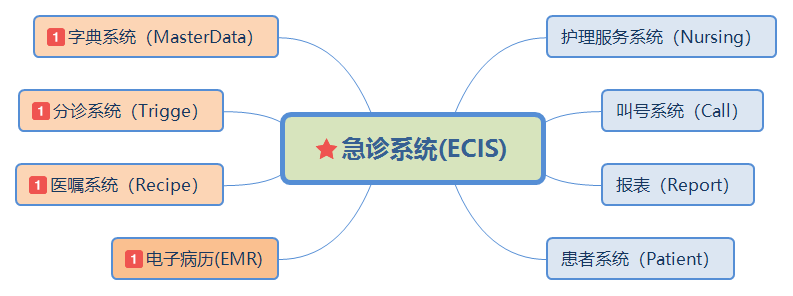 1 字典系统（MasterData）
1 分诊系统（Trigge）
1 医嘱系统（Recipe）
1 电子病历(EMR)
急诊系统(ECIS)
护理服务系统（Nursing）
叫号系统（Call）
报表（Report）
患者系统（Patient）